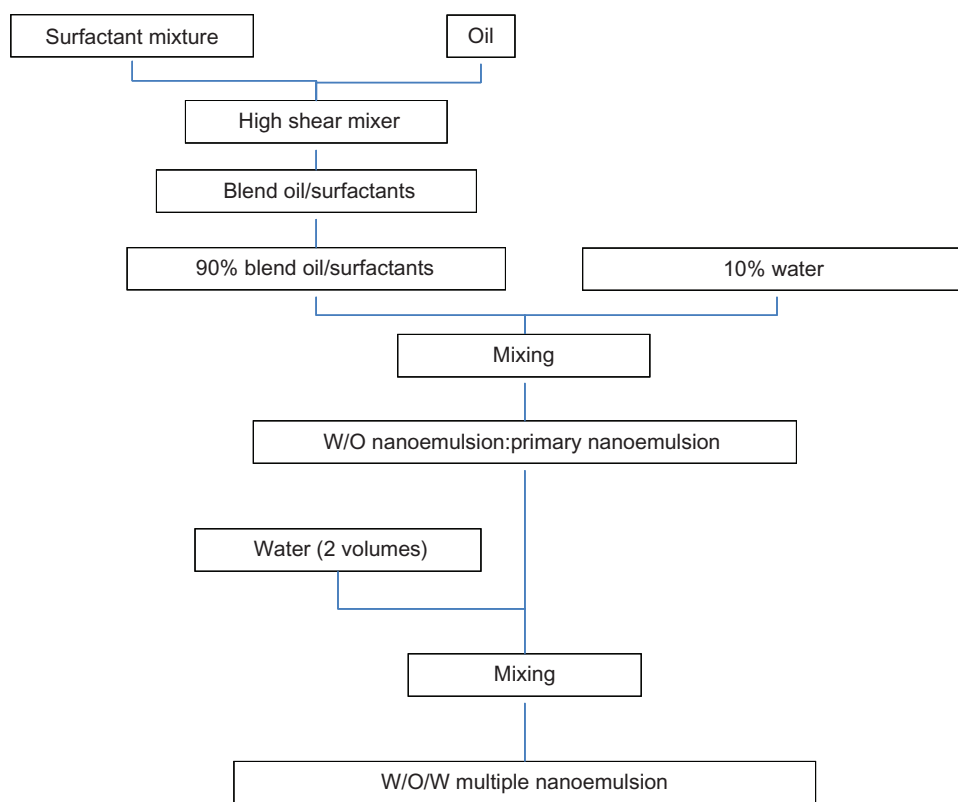 Surfactant mixture
Oil
High shear mixer
Blend oil/surfactants
90% blend oil/surfactants
10% water
Mixing
W/O nanoemulsion:primary nanoemulsion
Water (2 volumes)
Mixing
W/O/W multiple nanoemulsion